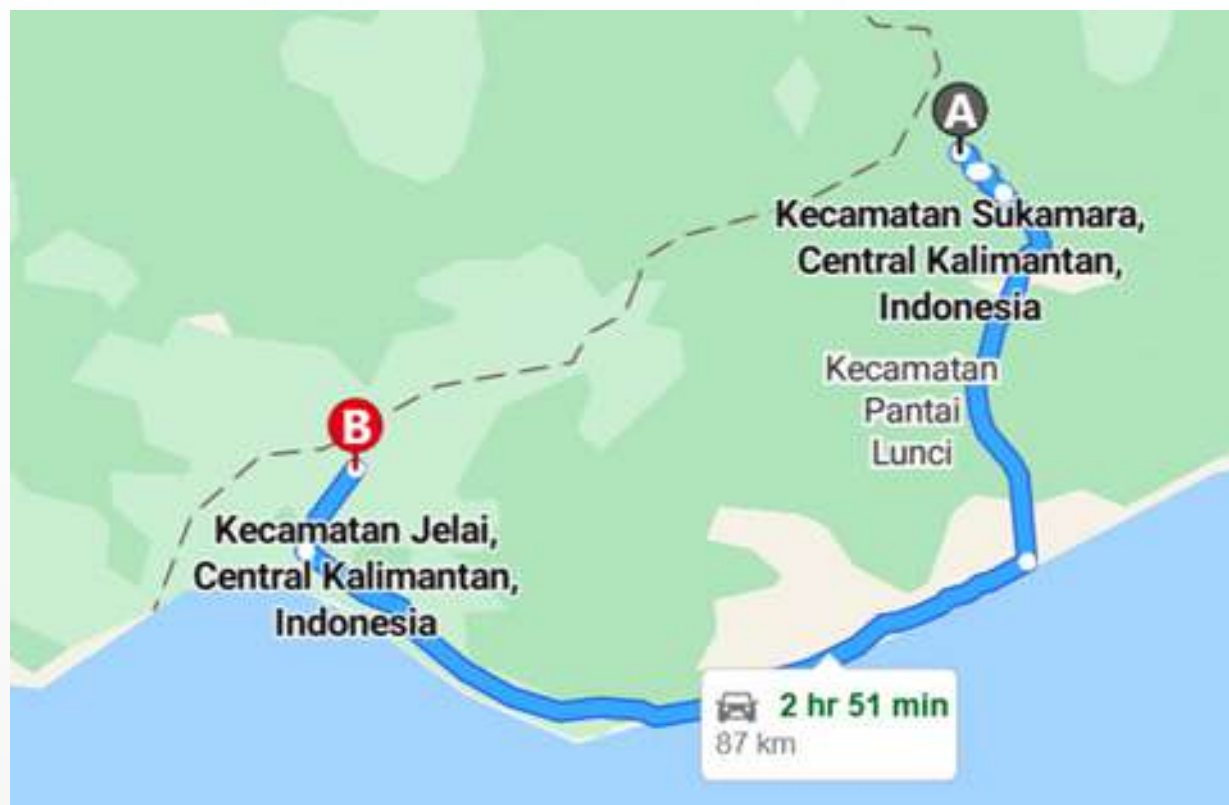 A
Kecamatan Sukamara,
Central Kalimantan,
Indonesia
Kecamatan
Pantai
Lunci
B
Kecamatan Jelai,
Central Kalimantan,
Indonesia
2 hr 51 min
87 km